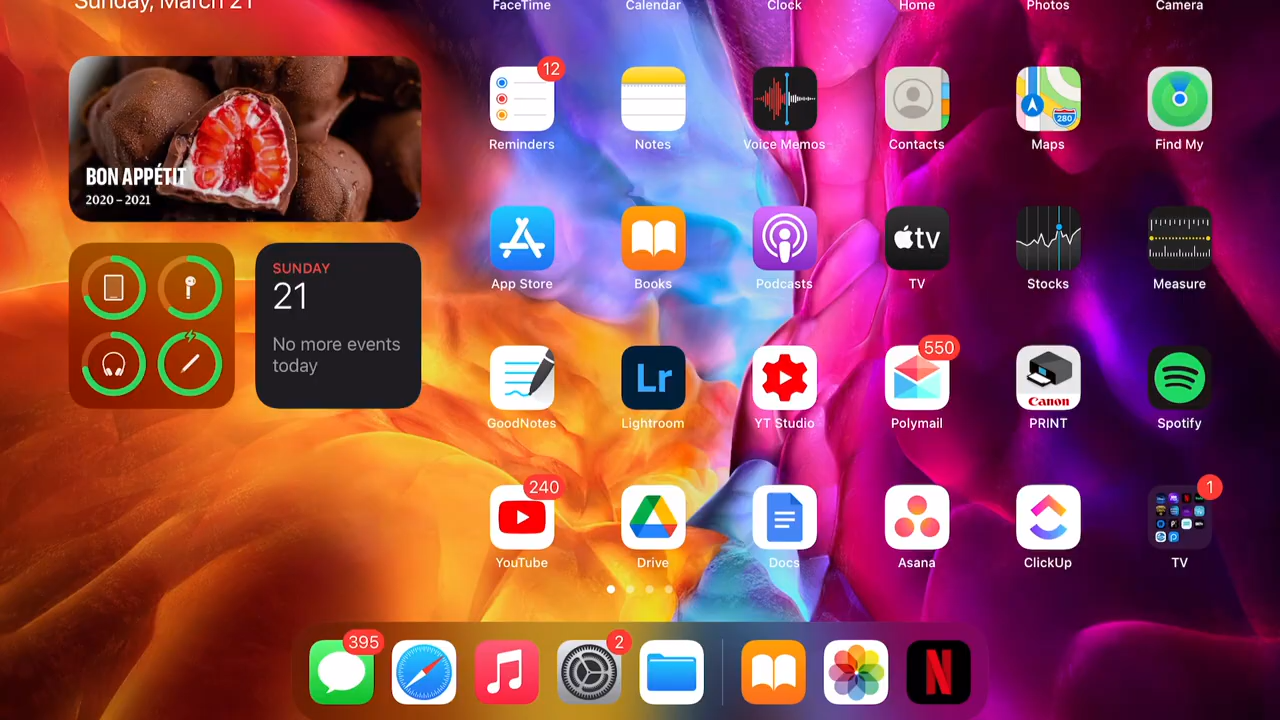 Sunday, March 21
FaceTime
Calendar
Clock
Home
Photos
Camera
BON APPÉTIT
2020 – 2021
12
Reminders
Notes
Voice Memos
Contacts
280
Maps
Find My
App Store
Books
Podcasts
tv
TV
Stocks
Measure
SUNDAY
21
No more events
today
GoodNotes
Lr
Lightroom
YT Studio
550
Polymail
Canon
PRINT
Spotify
240
YouTube
Drive
Docs
Asana
ClickUp
1
TV
395
2
N